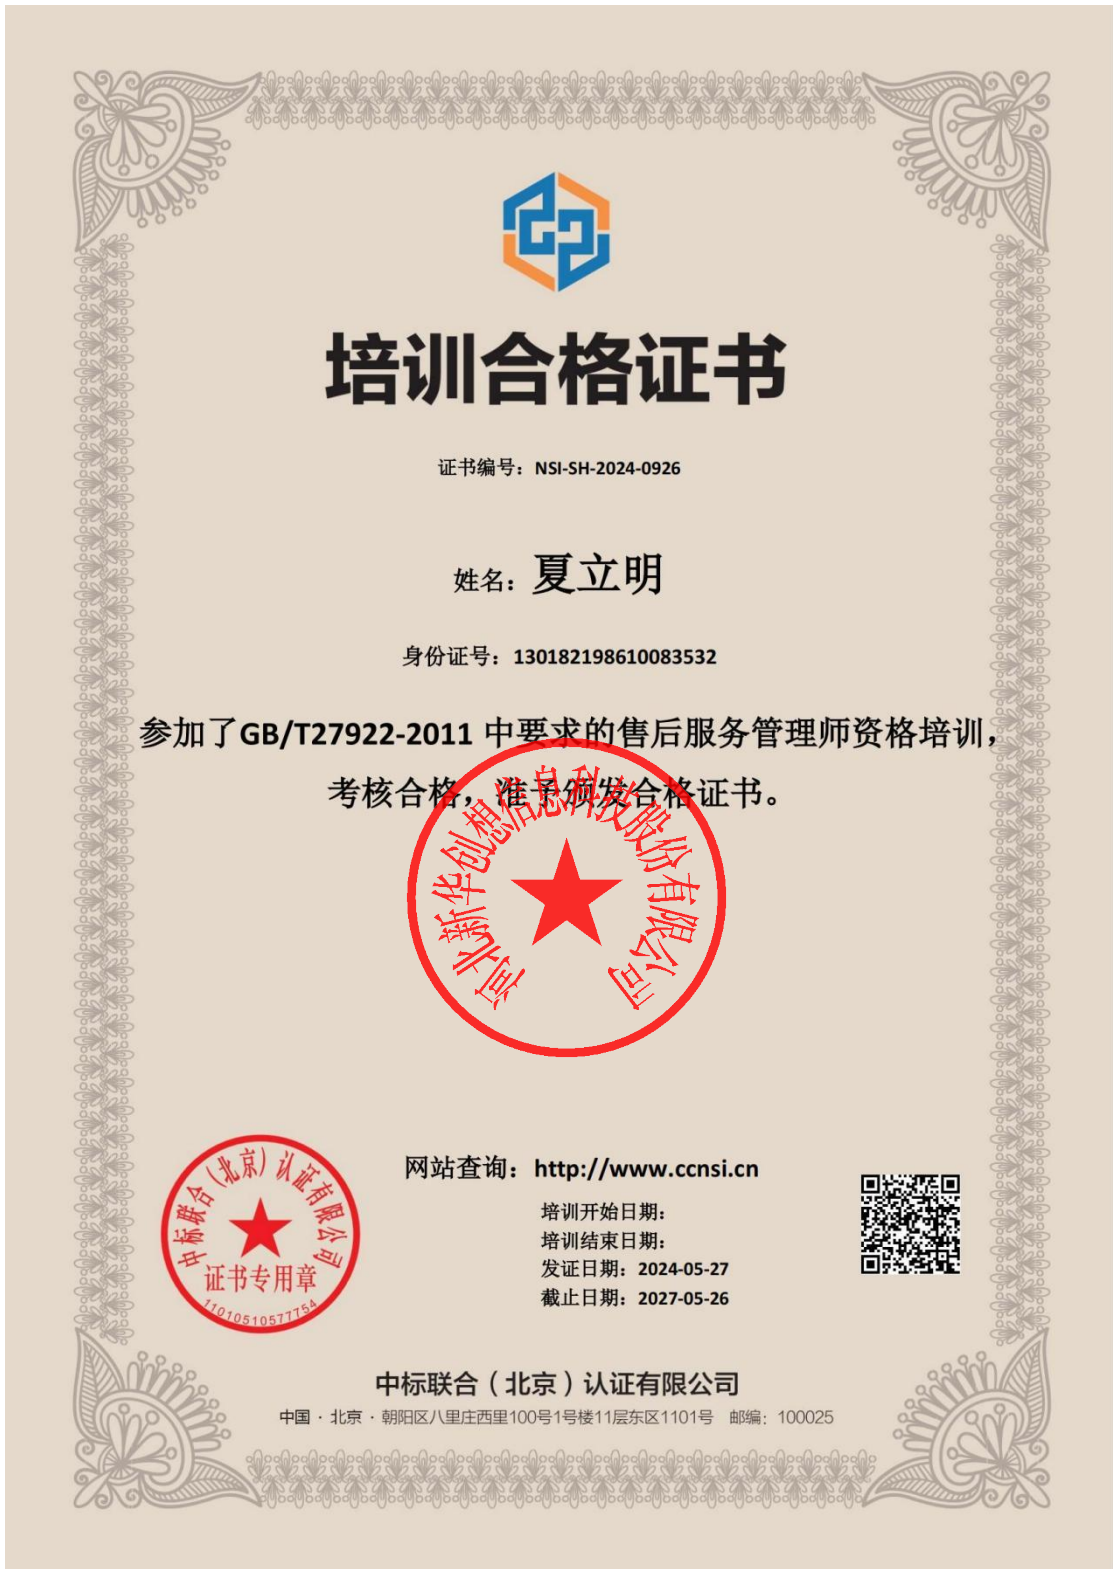 培训合格证书
证书编号：NSI-SH-2024-0926
姓名：夏立明
身份证号：130182198610083532
参加了GB/T27922-2011 中要求的售后服务管理师资格培训，
考核合格，准予颁发合格证书。
河北新华创想信息科技股份有限公司
网站查询：http://www.ccnsi.cn
培训开始日期：
培训结束日期：
发证日期：2024-05-27
截止日期：2027-05-26
中标联合（北京）认证有限公司
证书专用章
11010510577754
中标联合（北京）认证有限公司
中国 · 北京 · 朝阳区八里庄西里100号1号楼11层东区1101号 邮编：100025